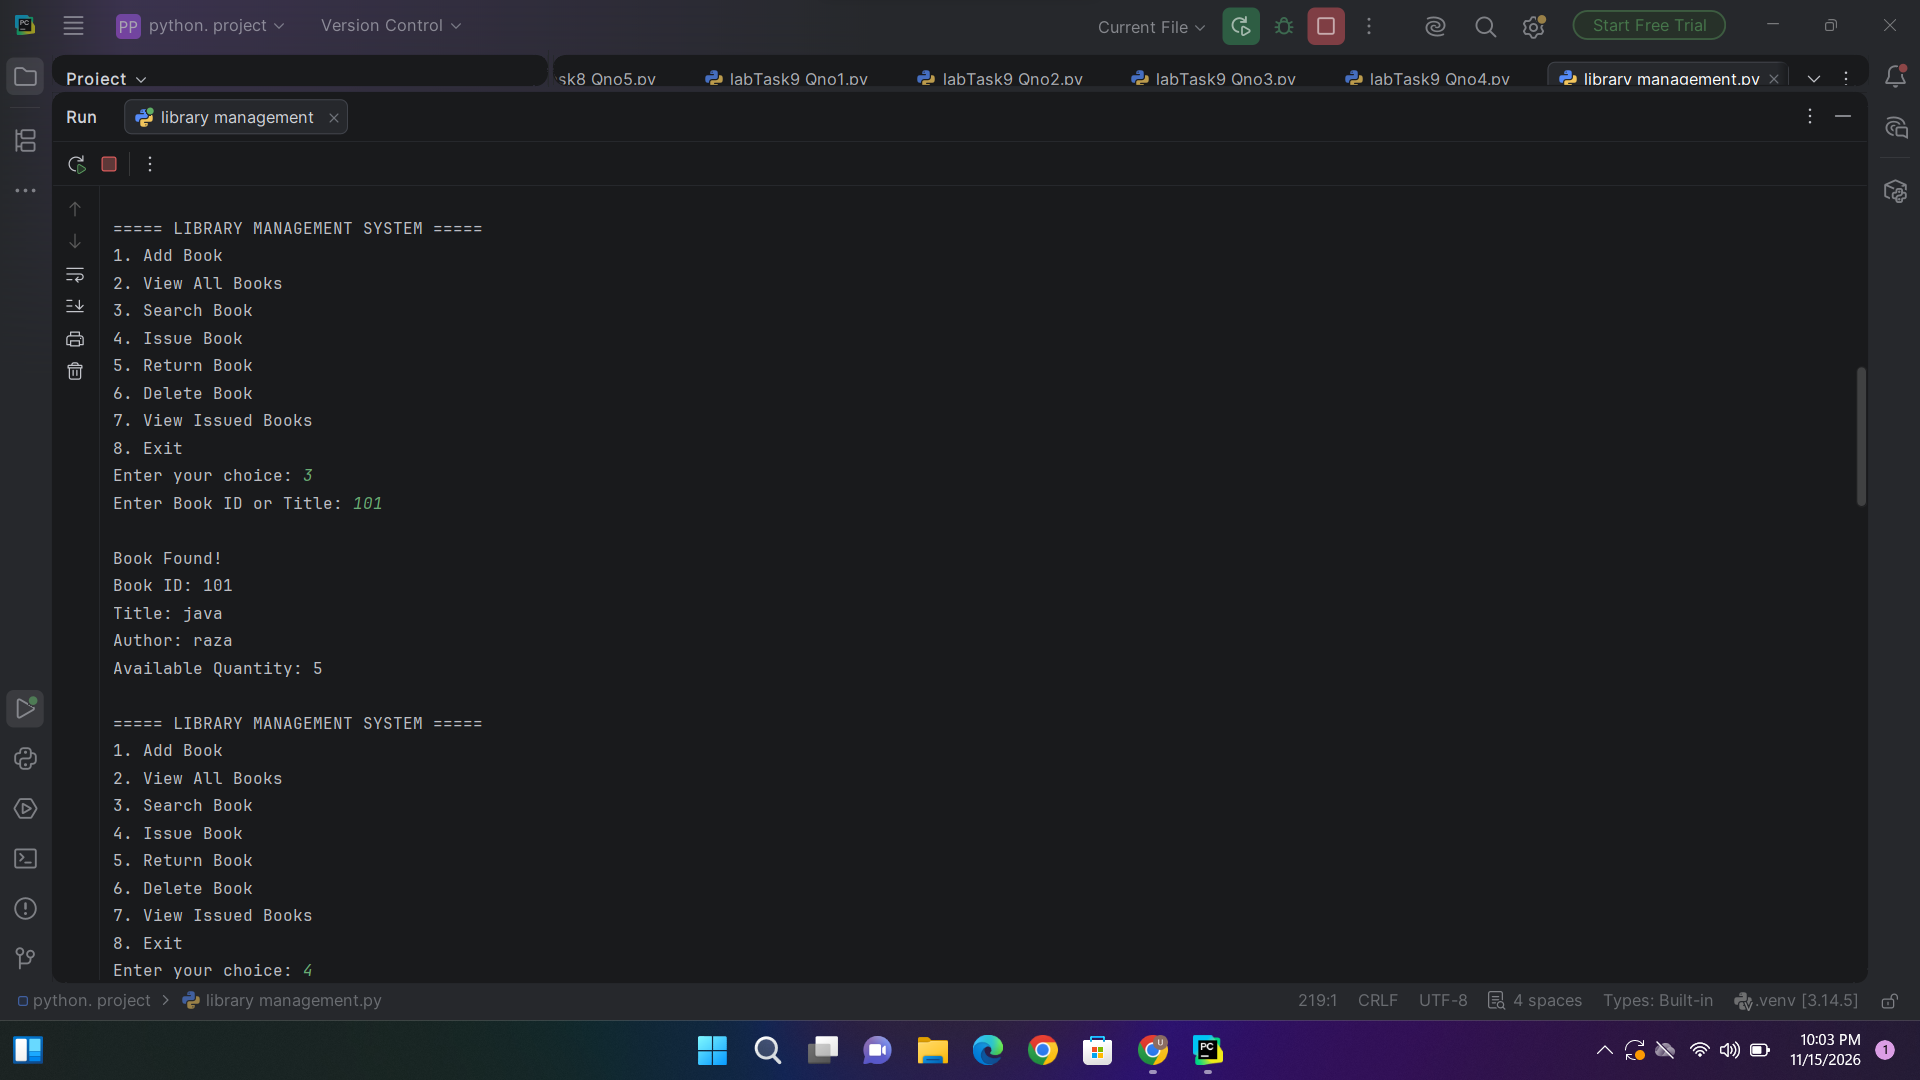 PP python. project Version Control Current File Start Free Trial
Project sk8 Qno5.py labTask9 Qno1.py labTask9 Qno2.py labTask9 Qno3.py labTask9 Qno4.py library management.py
Run library management
===== LIBRARY MANAGEMENT SYSTEM =====
1. Add Book
2. View All Books
3. Search Book
4. Issue Book
5. Return Book
6. Delete Book
7. View Issued Books
8. Exit
Enter your choice: 3
Enter Book ID or Title: 101
Book Found!
Book ID: 101
Title: java
Author: raza
Available Quantity: 5
===== LIBRARY MANAGEMENT SYSTEM =====
1. Add Book
2. View All Books
3. Search Book
4. Issue Book
5. Return Book
6. Delete Book
7. View Issued Books
8. Exit
Enter your choice: 4
python. project library management.py 219:1 CRLF UTF-8 4 spaces Types: Built-in .venv [3.14.5]
10:03 PM
11/15/2026
1